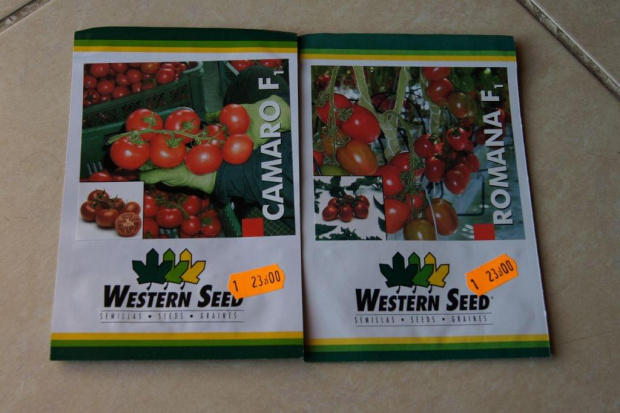 CAMARO F1
WESTERN SEED
SEMILLAS • SEEDS • GRAINES
1 23.00
ROMANA F1
WESTERN SEED®
SEMILLAS • SEEDS • GRAINES
1 23.00